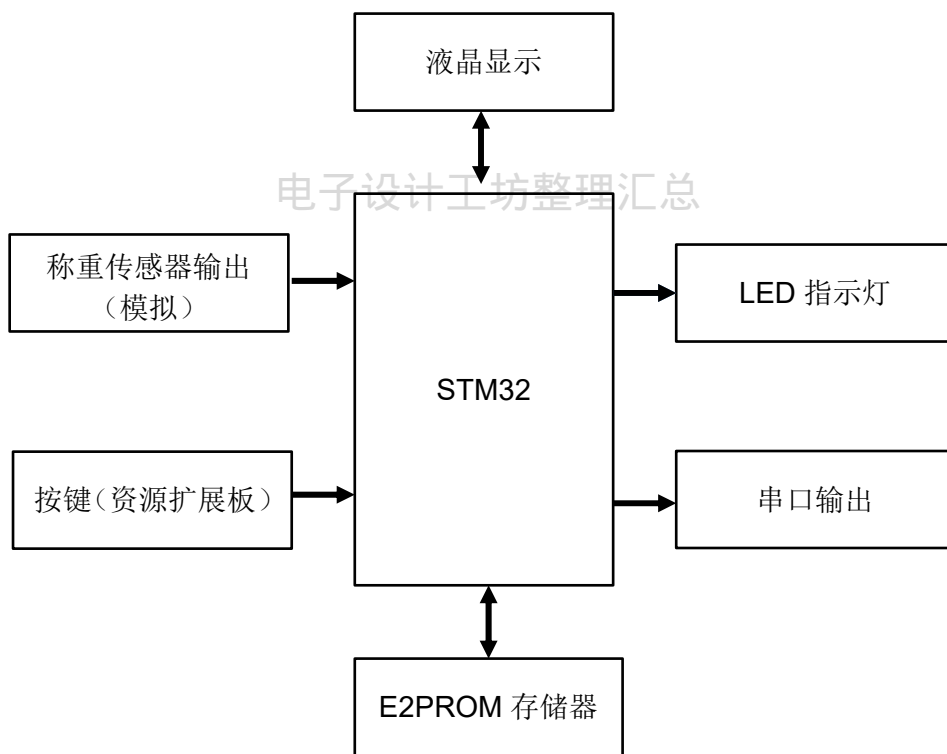 液晶显示
电子设计工坊整理汇总
称重传感器输出
（模拟）
LED 指示灯
STM32
按键（资源扩展板）
串口输出
E2PROM 存储器